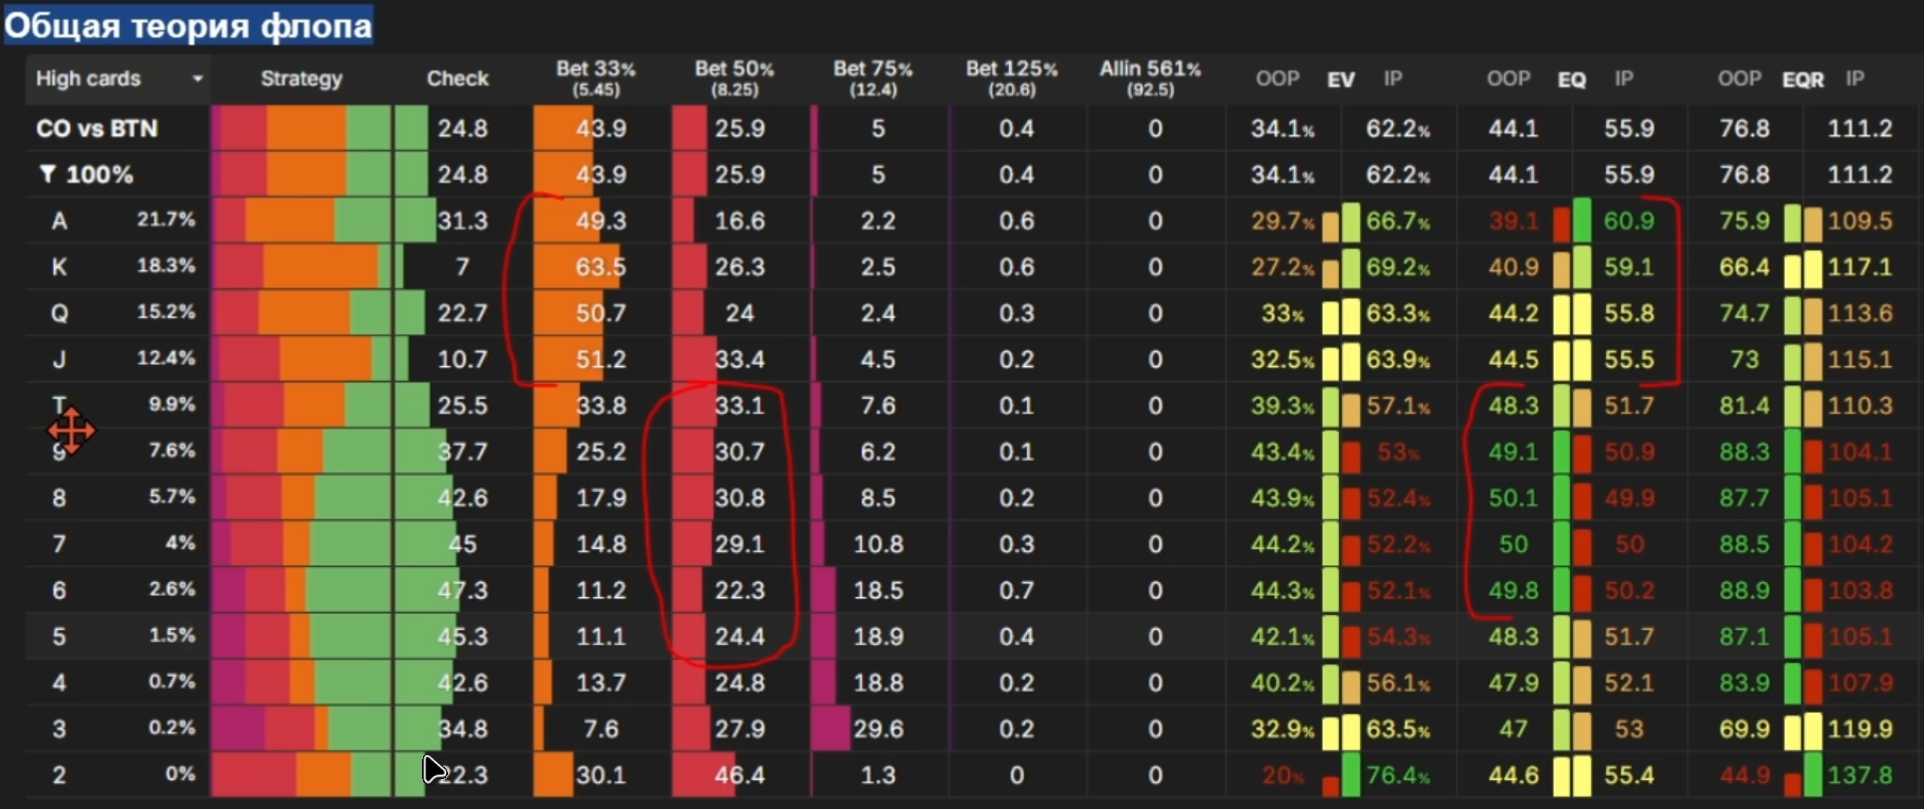 Общая теория флопа
High cards Strategy Check Bet 33% (5.45) Bet 50% (8.25) Bet 75% (12.4) Bet 125% (20.6) Allin 561% (92.5) OOP EV IP OOP EQ IP OOP EQR IP
CO vs BTN 24.8 43.9 25.9 5 0.4 0 34.1% 62.2% 44.1 55.9 76.8 111.2
100% 24.8 43.9 25.9 5 0.4 0 34.1% 62.2% 44.1 55.9 76.8 111.2
A 21.7% 31.3 49.3 16.6 2.2 0.6 0 29.7% 66.7% 39.1 60.9 75.9 109.5
K 18.3% 7 63.5 26.3 2.5 0.6 0 27.2% 69.2% 40.9 59.1 66.4 117.1
Q 15.2% 22.7 50.7 24 2.4 0.3 0 33% 63.3% 44.2 55.8 74.7 113.6
J 12.4% 10.7 51.2 33.4 4.5 0.2 0 32.5% 63.9% 44.5 55.5 73 115.1
T 9.9% 25.5 33.8 33.1 7.6 0.1 0 39.3% 57.1% 48.3 51.7 81.4 110.3
9 7.6% 37.7 25.2 30.7 6.2 0.1 0 43.4% 53% 49.1 50.9 88.3 104.1
8 5.7% 42.6 17.9 30.8 8.5 0.2 0 43.9% 52.4% 50.1 49.9 87.7 105.1
7 4% 45 14.8 29.1 10.8 0.3 0 44.2% 52.2% 50 50 88.5 104.2
6 2.6% 47.3 11.2 22.3 18.5 0.7 0 44.3% 52.1% 49.8 50.2 88.9 103.8
5 1.5% 45.3 11.1 24.4 18.9 0.4 0 42.1% 54.3% 48.3 51.7 87.1 105.1
4 0.7% 42.6 13.7 24.8 18.8 0.2 0 40.2% 56.1% 47.9 52.1 83.9 107.9
3 0.2% 34.8 7.6 27.9 29.6 0.2 0 32.9% 63.5% 47 53 69.9 119.9
2 0% 22.3 30.1 46.4 1.3 0 0 20% 76.4% 44.6 55.4 44.9 137.8